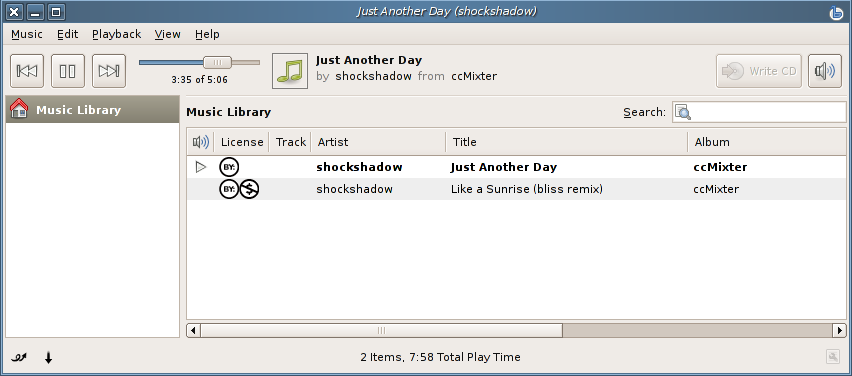 Just Another Day (shockshadow)
Music Edit Playback View Help
Just Another Day
by shockshadow from ccMixter
3:35 of 5:06
Write CD
Music Library
Music Library
Search:
License Track Artist Title Album
BY: shockshadow Just Another Day ccMixter
BY: $ shockshadow Like a Sunrise (bliss remix) ccMixter
2 Items, 7:58 Total Play Time